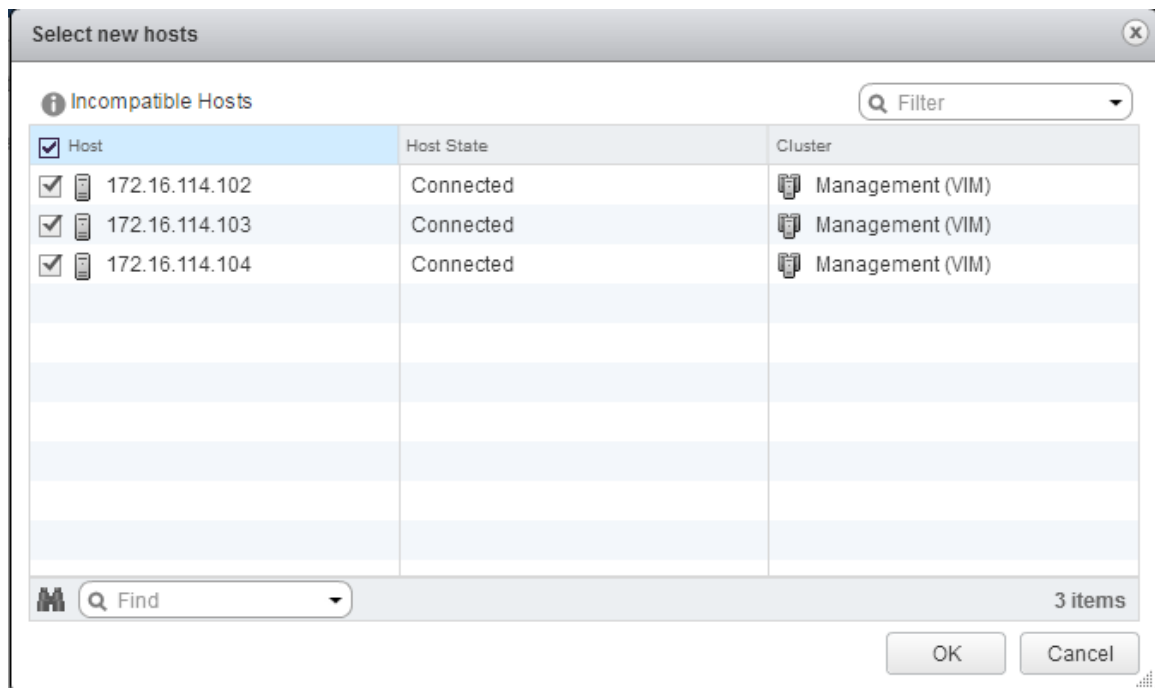 Select new hosts
Incompatible Hosts
Filter
Host Host State Cluster
172.16.114.102 Connected Management (VIM)
172.16.114.103 Connected Management (VIM)
172.16.114.104 Connected Management (VIM)
Find 3 items
OK Cancel